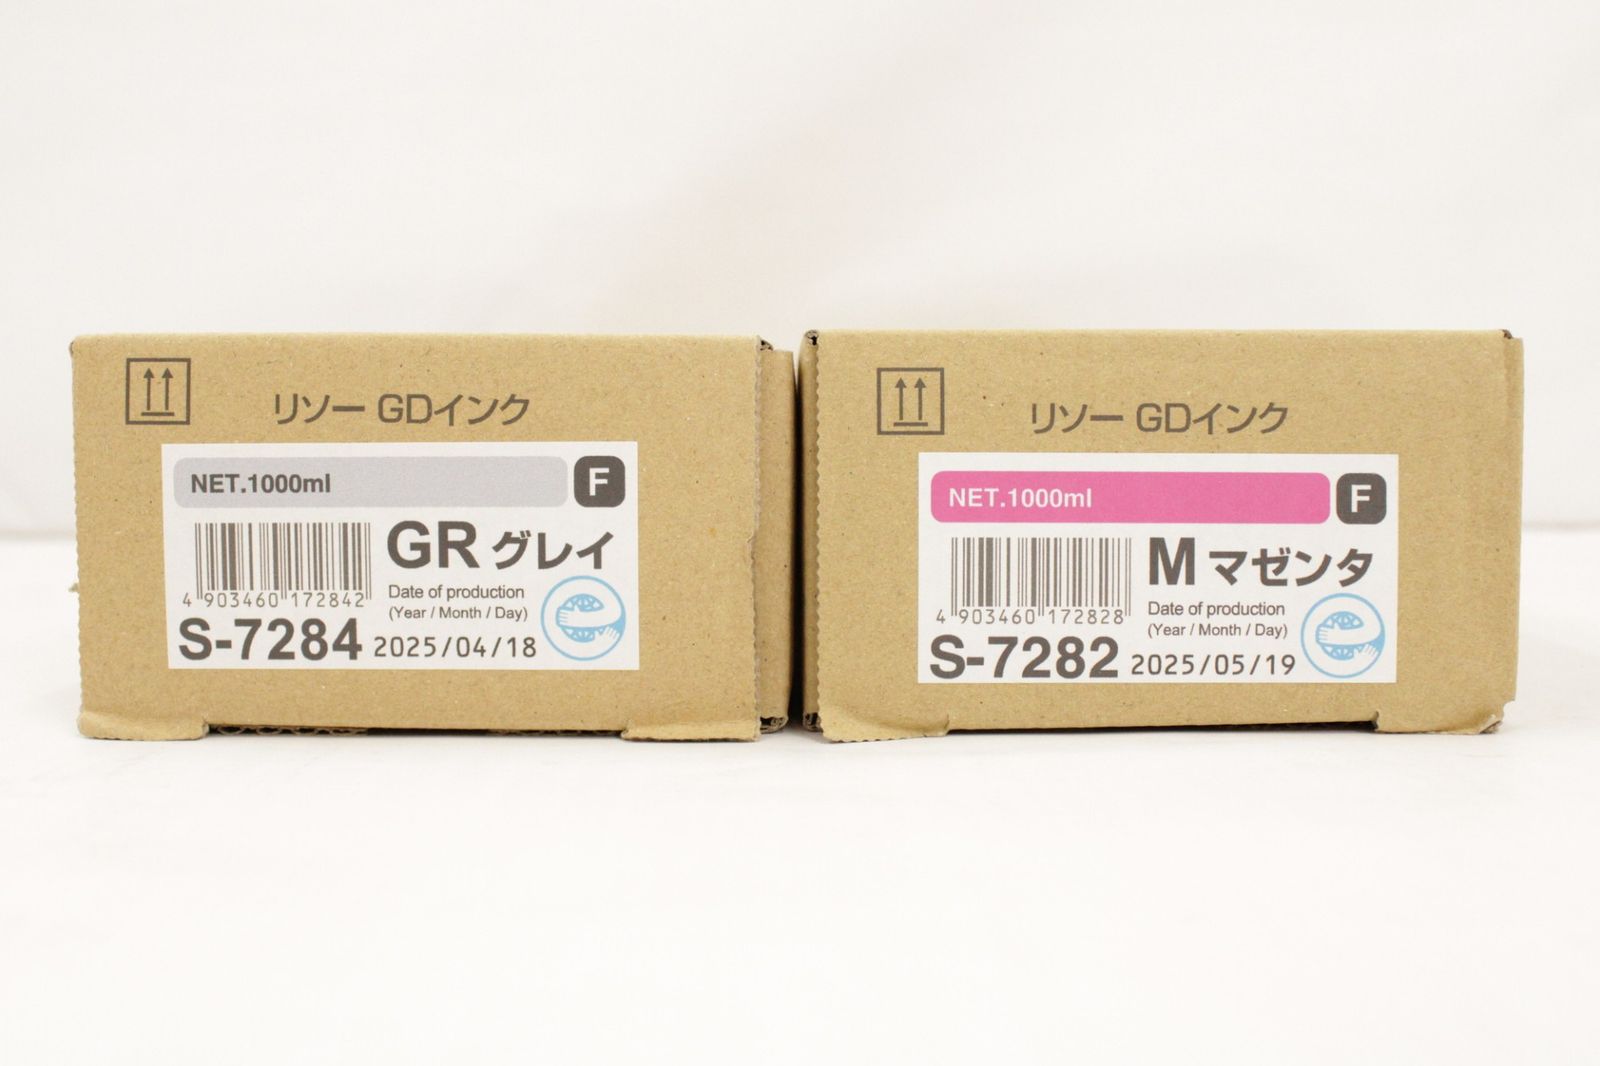 リソー GDインク
NET.1000ml
F
GR グレイ
4 903460 172842
Date of production
(Year / Month / Day)
S-7284 2025/04/18
リソー GDインク
NET.1000ml
F
M マゼンタ
4 903460 172828
Date of production
(Year / Month / Day)
S-7282 2025/05/19